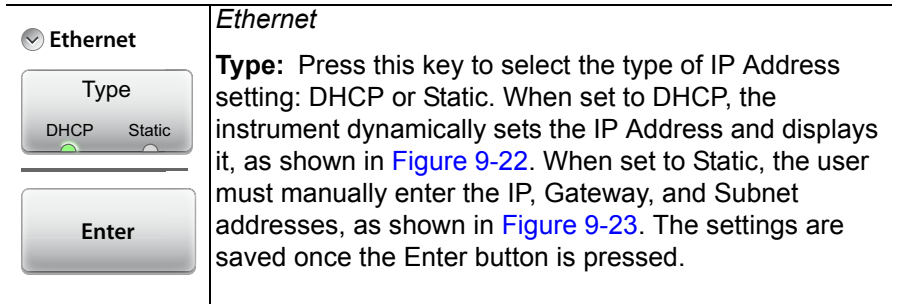 Ethernet
Type
DHCP Static
Enter
Ethernet
Type: Press this key to select the type of IP Address
setting: DHCP or Static. When set to DHCP, the
instrument dynamically sets the IP Address and displays
it, as shown in Figure 9-22. When set to Static, the user
must manually enter the IP, Gateway, and Subnet
addresses, as shown in Figure 9-23. The settings are
saved once the Enter button is pressed.